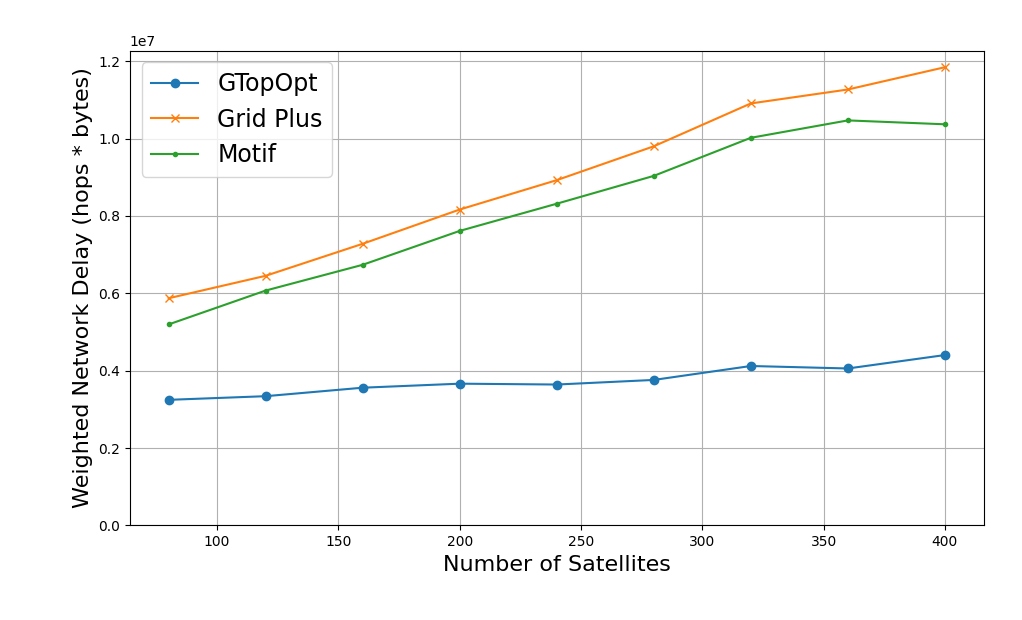 1e7
1.2
1.0
0.8
0.6
0.4
0.2
0.0
Weighted Network Delay (hops * bytes)
GTopOpt
Grid Plus
Motif
100 150 200 250 300 350 400
Number of Satellites